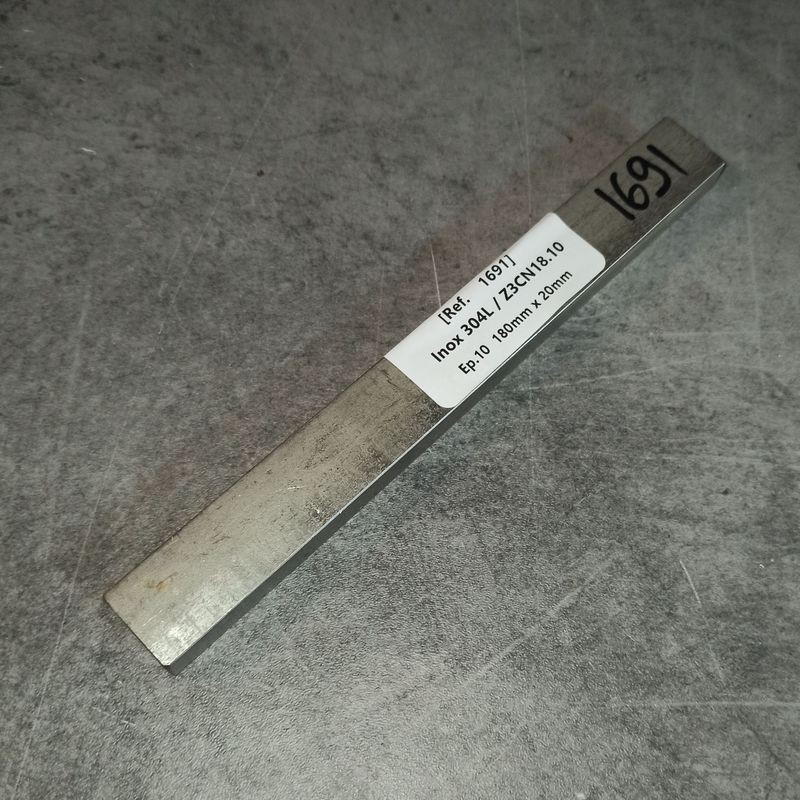 [Ref. 1691]
Inox 304L / Z3CN18.10
Ep.10 180mm x 20mm
1691